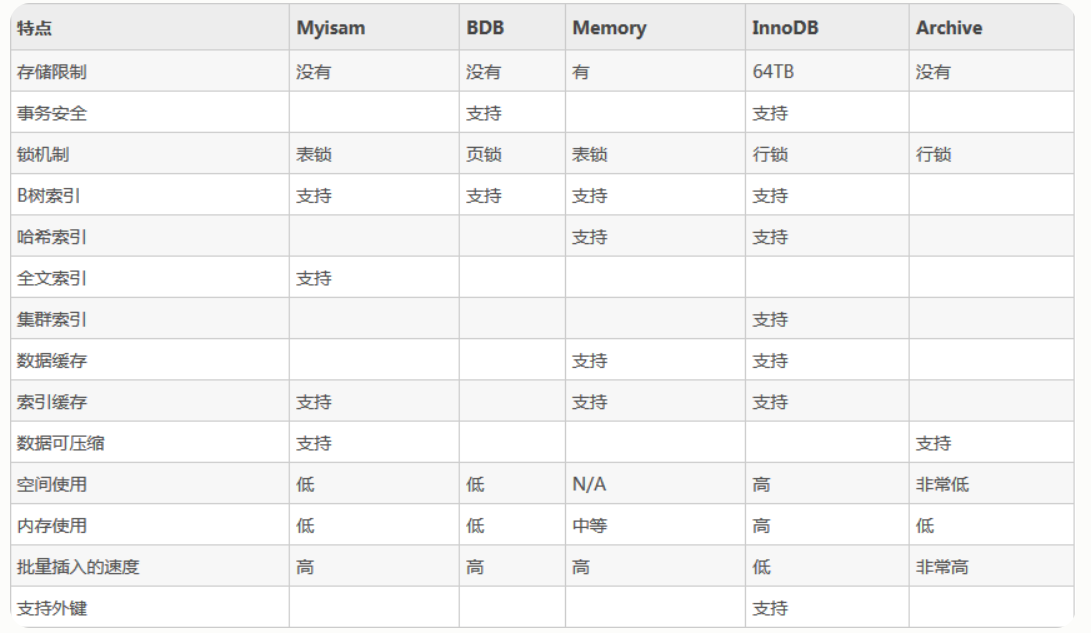 特点 Myisam BDB Memory InnoDB Archive
存储限制 没有 没有 有 64TB 没有
事务安全 支持 支持
锁机制 表锁 页锁 表锁 行锁 行锁
B树索引 支持 支持 支持 支持
哈希索引 支持 支持
全文索引 支持
集群索引 支持
数据缓存 支持 支持
索引缓存 支持 支持 支持
数据可压缩 支持 支持
空间使用 低 低 N/A 高 非常低
内存使用 低 低 中等 高 低
批量插入的速度 高 高 高 低 非常高
支持外键 支持